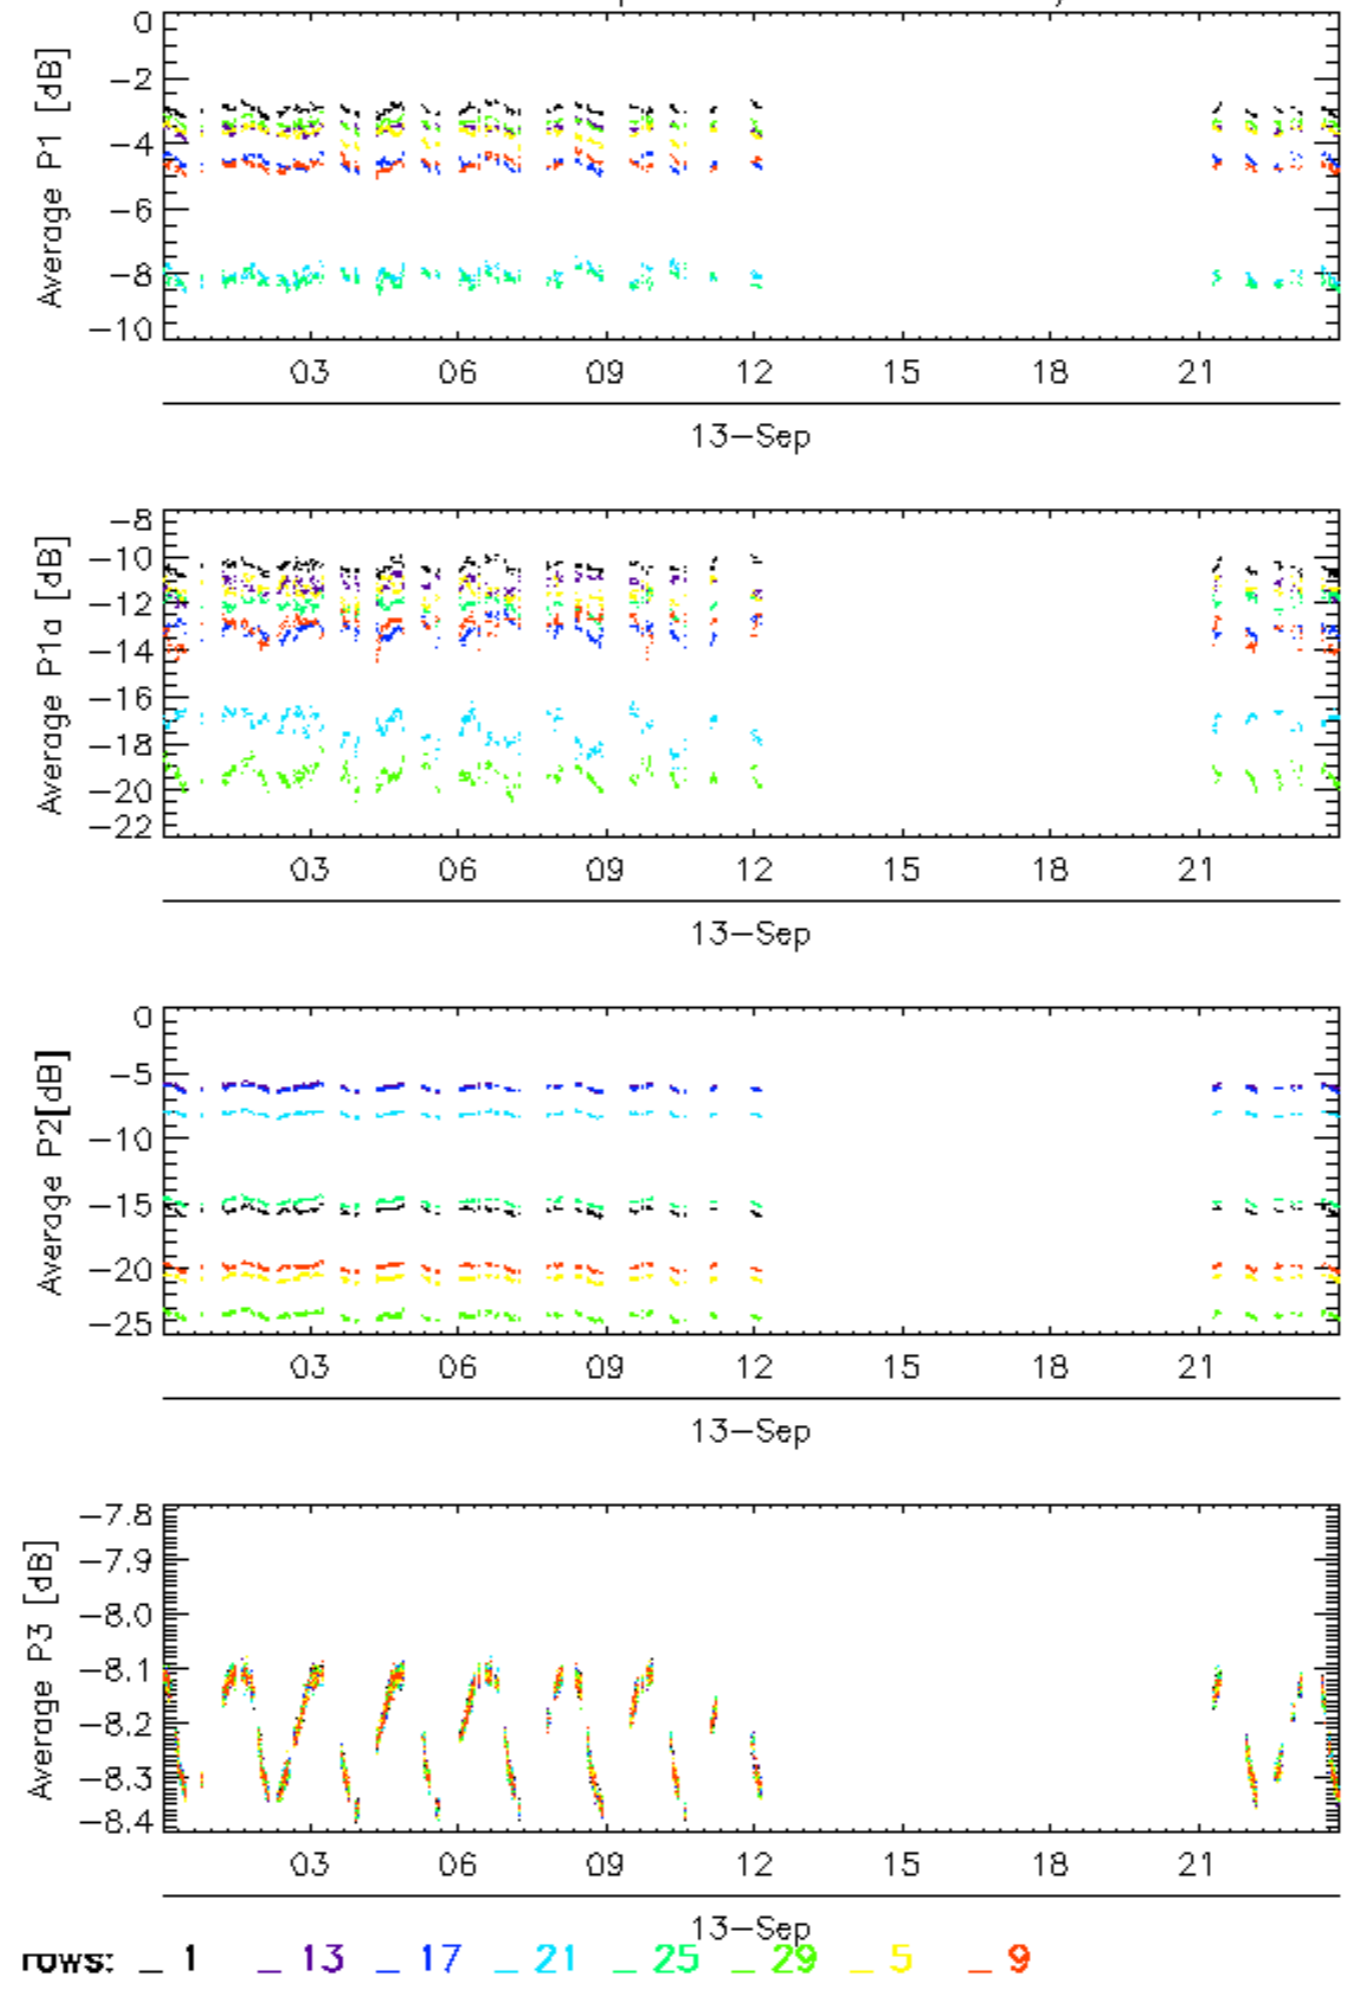 Average P1 [dB]
0
-2
-4
-6
-8
-10
03 06 09 12 15 18 21
13-Sep
Average P1a [dB]
-8
-10
-12
-14
-16
-18
-20
-22
03 06 09 12 15 18 21
13-Sep
Average P2[dB]
0
-5
-10
-15
-20
-25
03 06 09 12 15 18 21
13-Sep
Average P3 [dB]
-7.8
-7.9
-8.0
-8.1
-8.2
-8.3
-8.4
03 06 09 12 15 18 21
13-Sep
rows: _ 1 _ 13 _ 17 _ 21 _ 25 _ 29 _ 5 _ 9